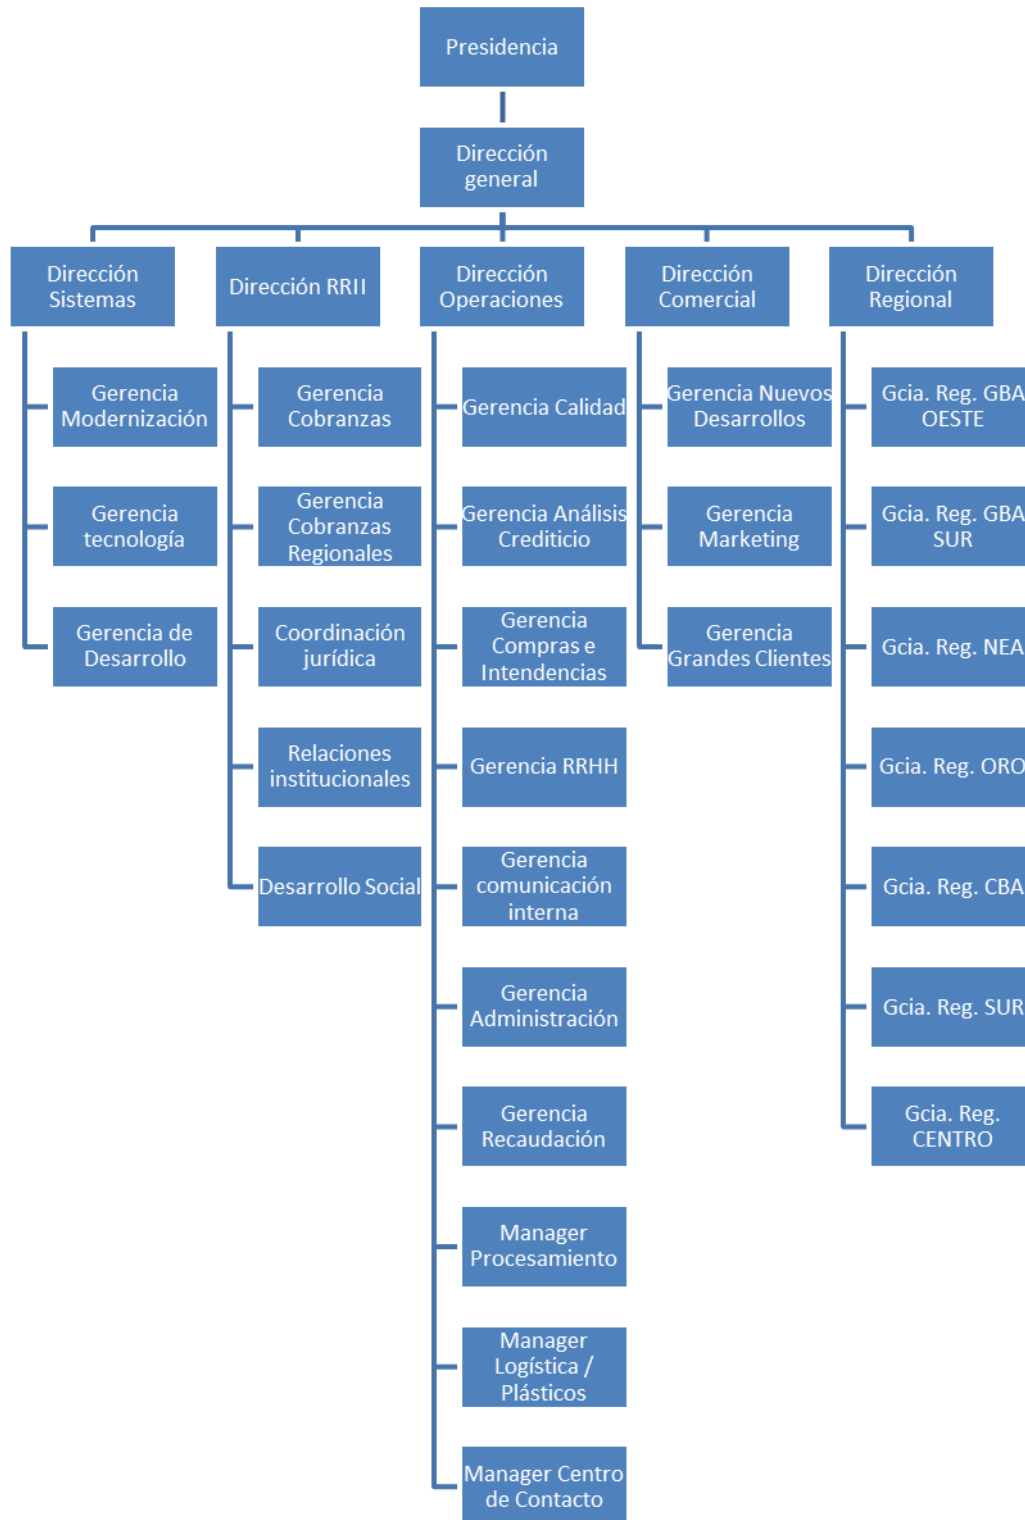 Presidencia
Dirección
general
Dirección
Sistemas
Dirección RRII
Dirección
Operaciones
Dirección
Comercial
Dirección
Regional
Gerencia
Modernización
Gerencia
tecnología
Gerencia de
Desarrollo
Gerencia
Cobranzas
Gerencia
Cobranzas
Regionales
Coordinación
jurídica
Relaciones
institucionales
Desarrollo Social
Gerencia Calidad
Gerencia Análisis
Crediticio
Gerencia
Compras e
Intendencias
Gerencia RRHH
Gerencia
comunicación
interna
Gerencia
Administración
Gerencia
Recaudación
Manager
Procesamiento
Manager
Logística /
Plásticos
Manager Centro
de Contacto
Gerencia Nuevos
Desarrollos
Gerencia
Marketing
Gerencia
Grandes Clientes
Gcia. Reg. GBA
OESTE
Gcia. Reg. GBA
SUR
Gcia. Reg. NEA
Gcia. Reg. ORO
Gcia. Reg. CBA
Gcia. Reg. SUR
Gcia. Reg.
CENTRO